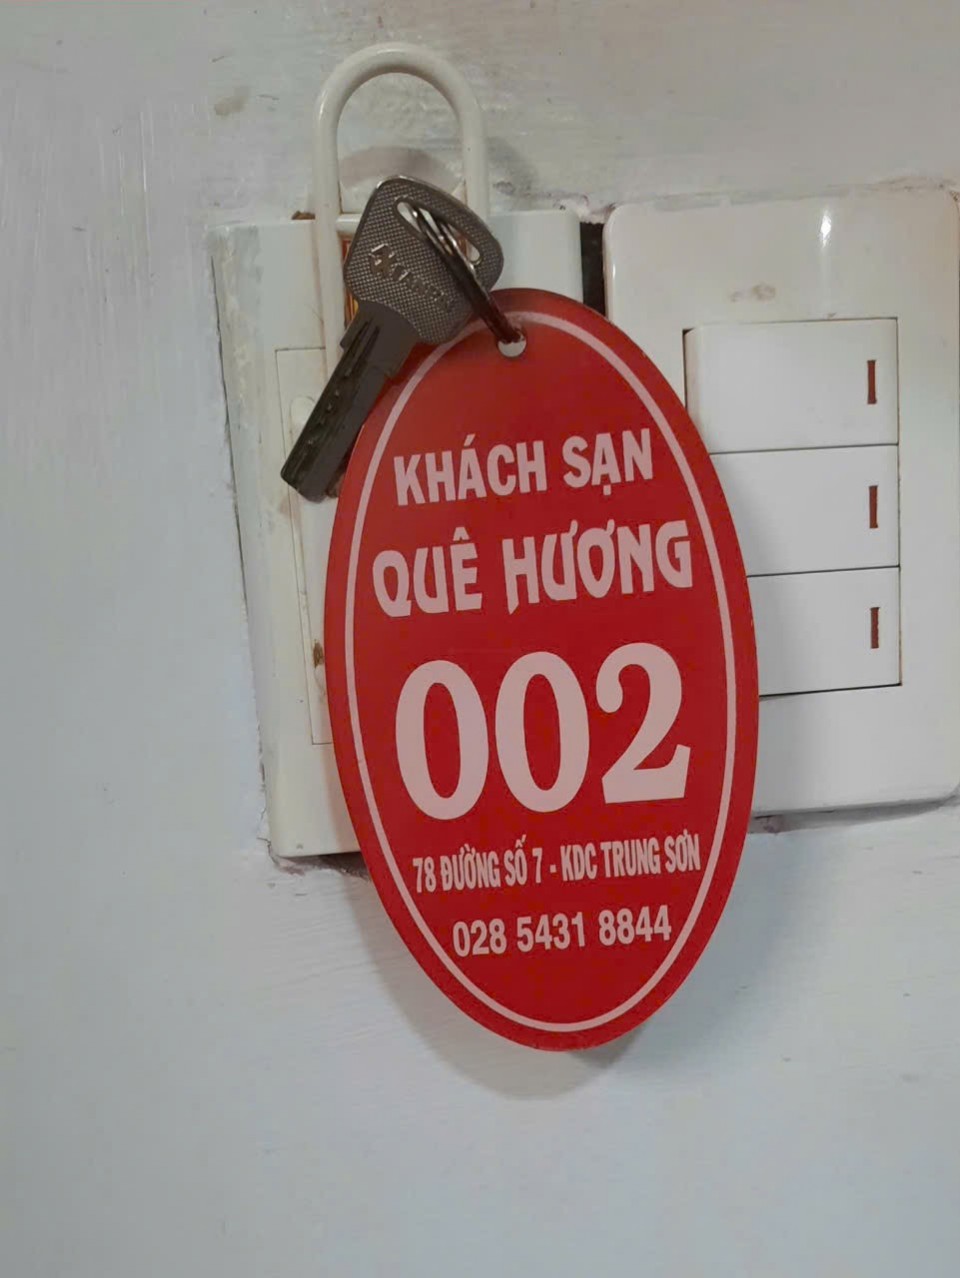 KHÁCH SẠN
QUÊ HƯƠNG
002
78 ĐƯỜNG SỐ 7 - KDC TRUNG SƠN
028 5431 8844